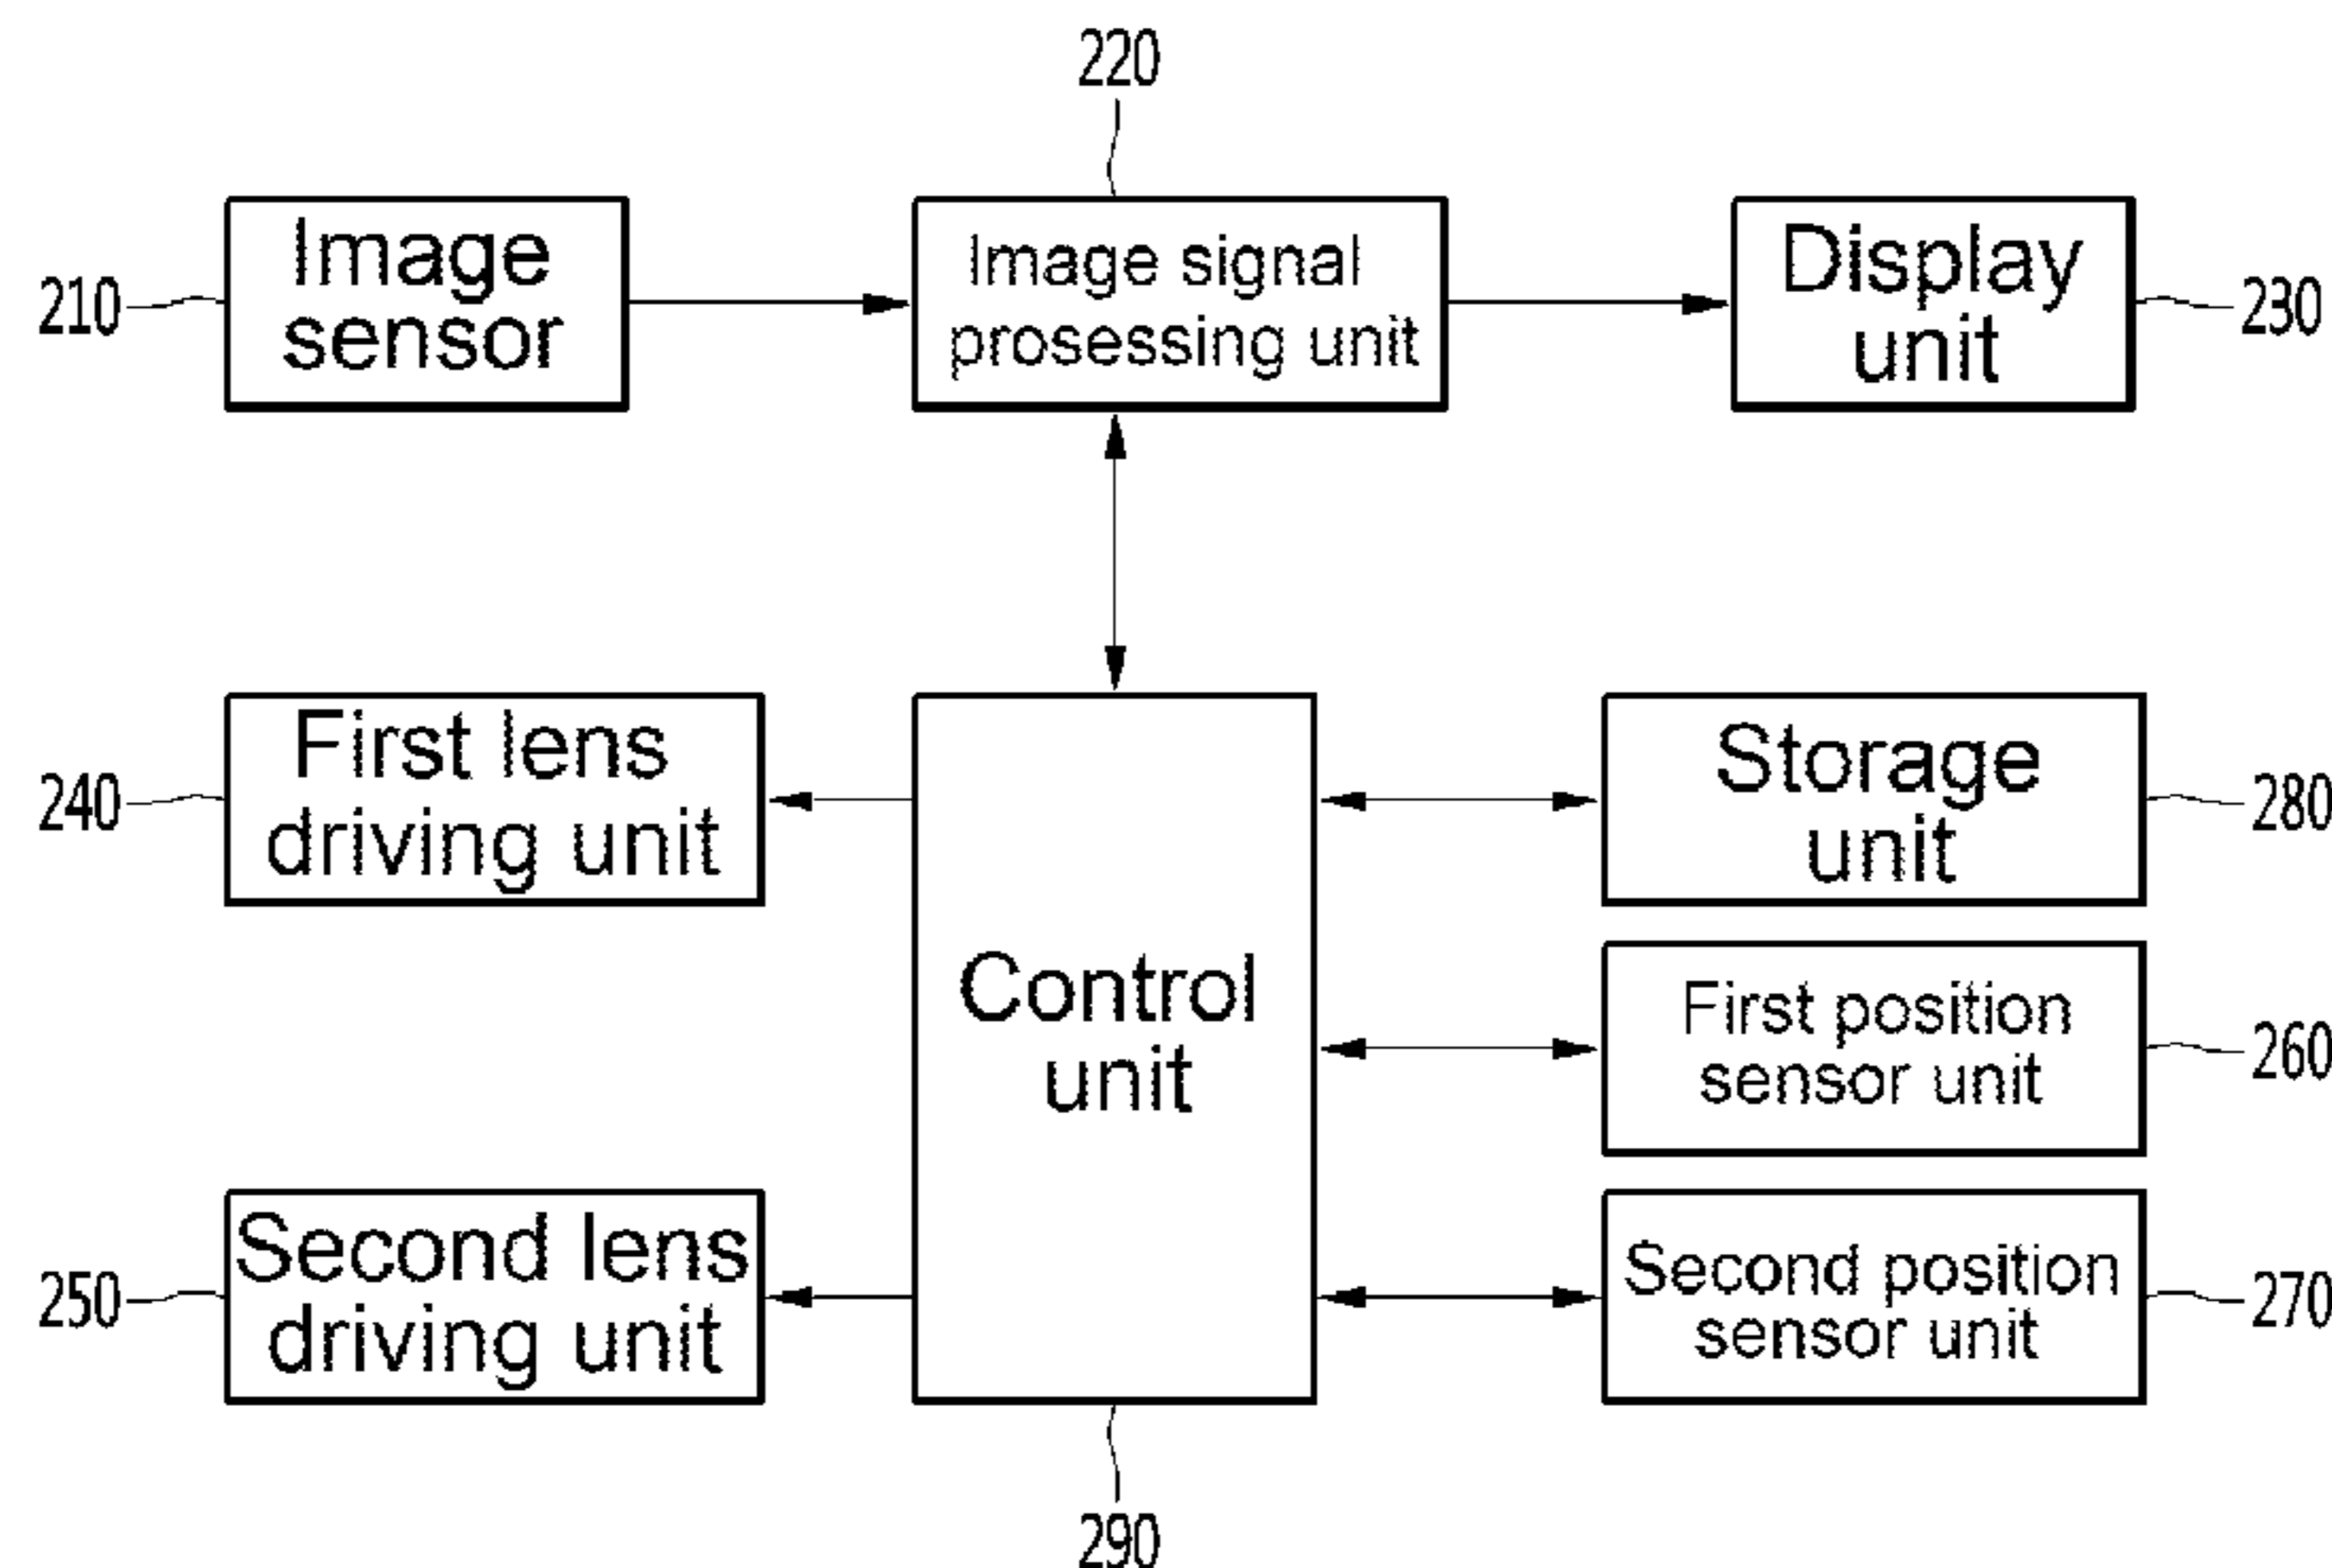 220
210
Image
sensor
Image signal
prosessing unit
Display
unit
230
240
First lens
driving unit
Control
unit
Storage
unit
280
First position
sensor unit
260
250
Second lens
driving unit
Second position
sensor unit
270
290